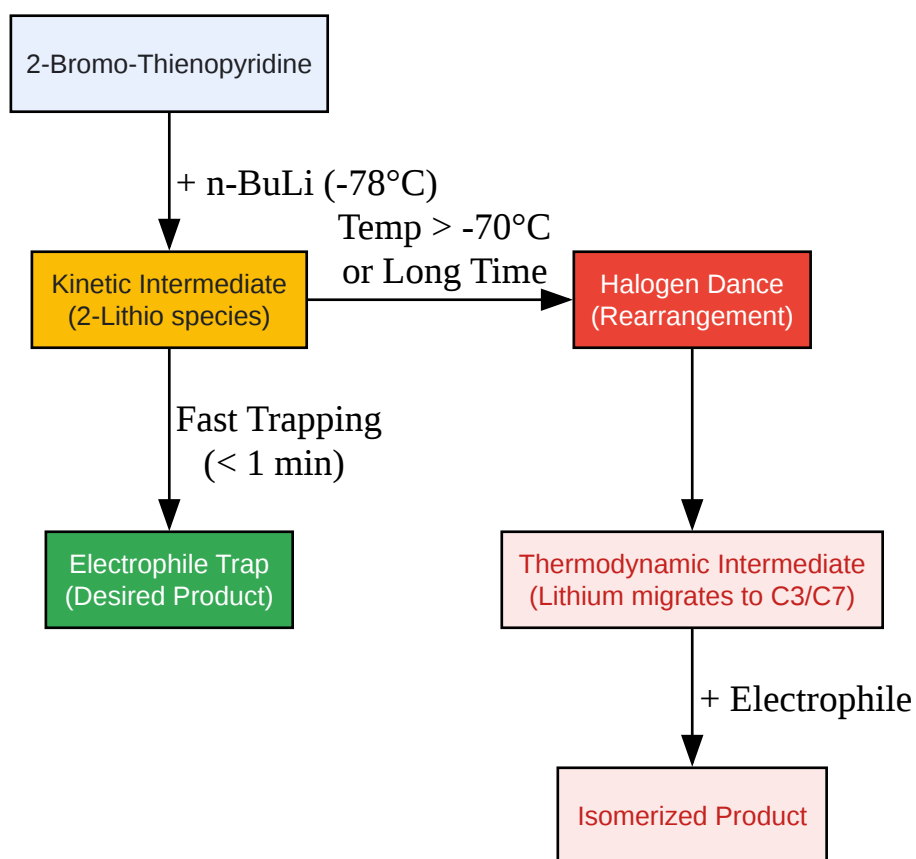 2-Bromo-Thienopyridine
+ n-BuLi (-78°C)
Temp > -70°C
or Long Time
Kinetic Intermediate
(2-Lithio species)
Halogen Dance
(Rearrangement)
Fast Trapping
(< 1 min)
Electrophile Trap
(Desired Product)
Thermodynamic Intermediate
(Lithium migrates to C3/C7)
+ Electrophile
Isomerized Product